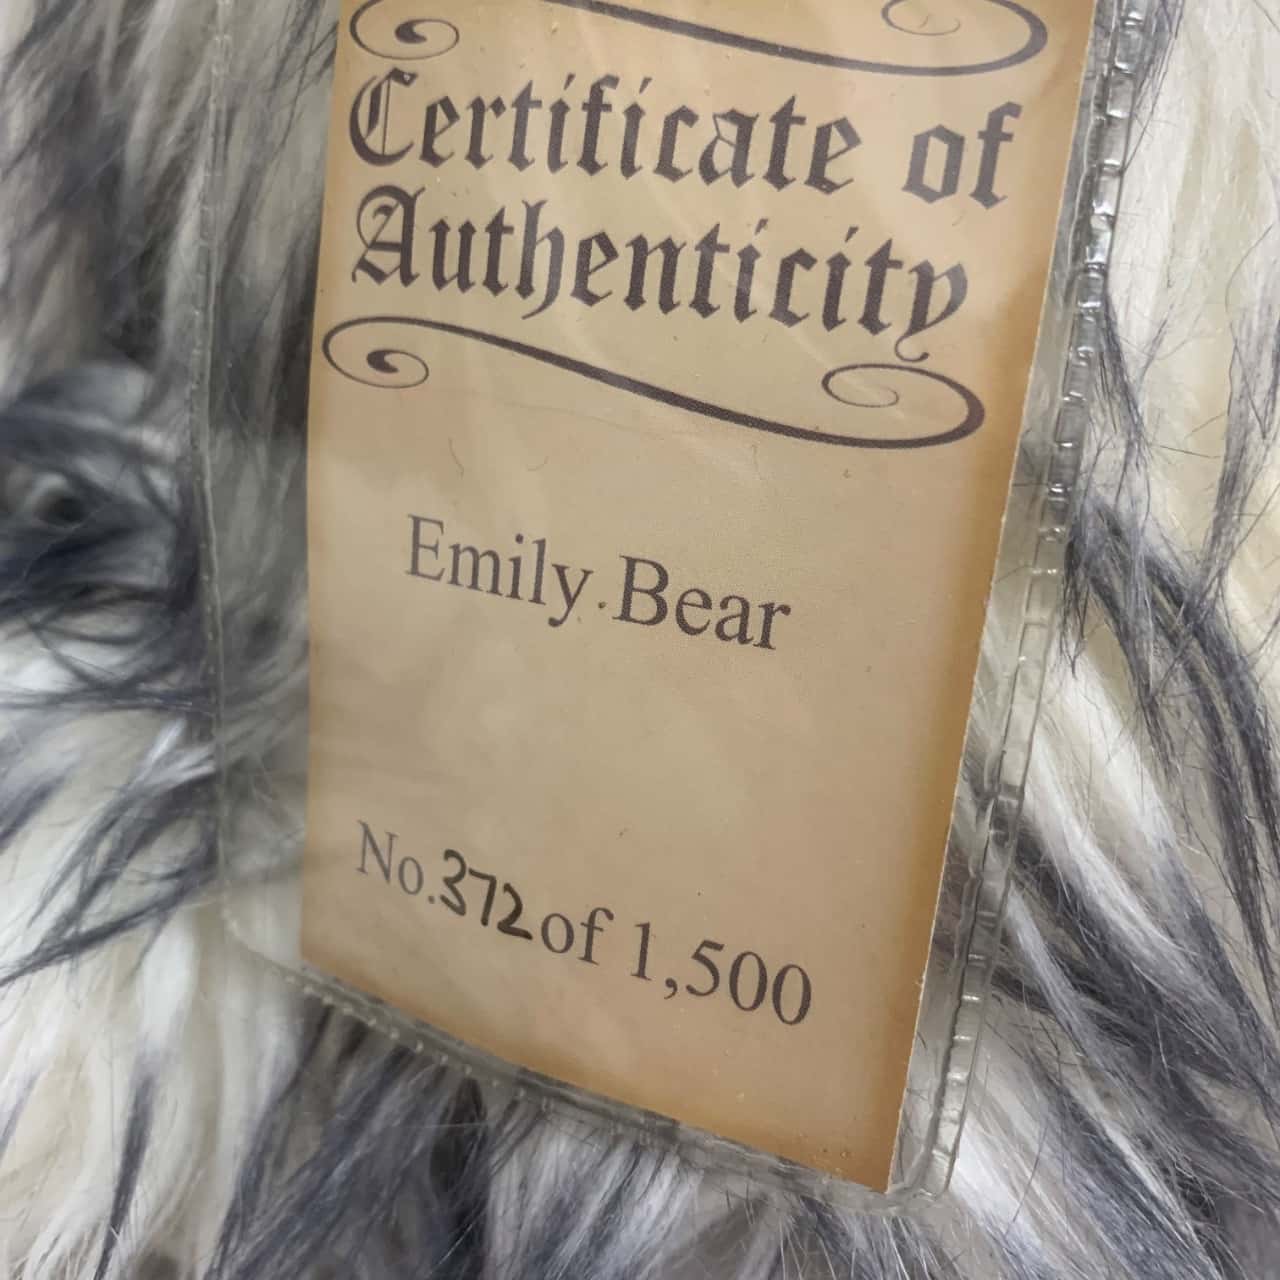 Certificate of
Authenticity
Emily Bear
No. 372 of 1,500